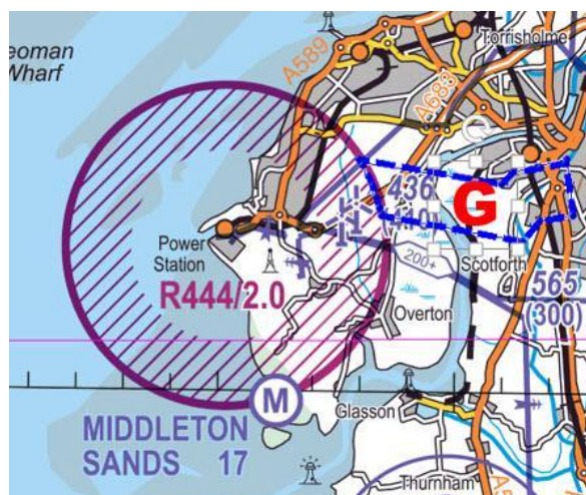 eoman
Wharf
Torrisholme
A589
A683
436
G
Power
Station
200+
Scotforth
R444/2.0
565
(300)
Overton
M
Glasson
MIDDLETON
SANDS 17
Thurnham